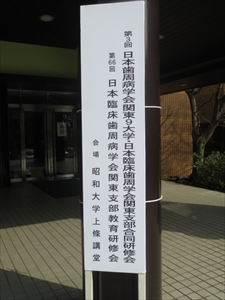 第3回
日本歯周病学会関東9大学・日本臨床歯周病学会関東支部合同研修会
第66回
日本臨床歯周病学会関東支部教育研修会
会場 昭和大学上條講堂